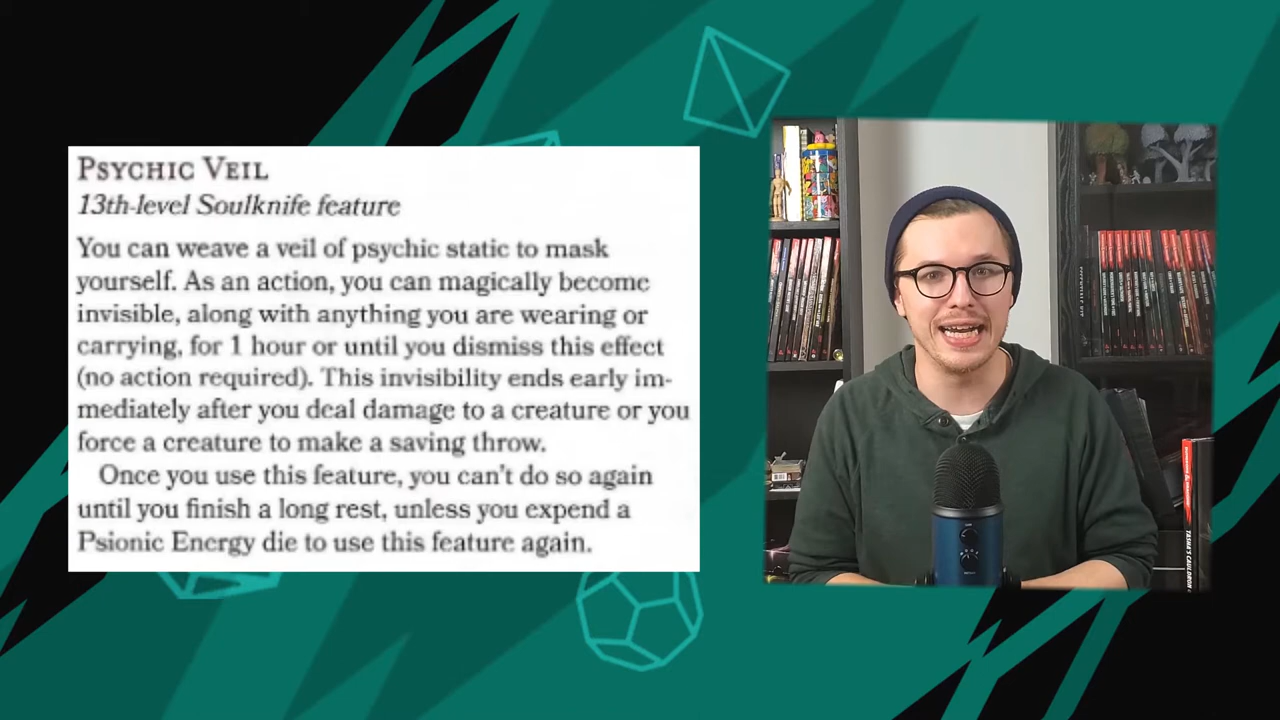 PSYCHIC VEIL
13th-level Soulknife feature
You can weave a veil of psychic static to mask
yourself. As an action, you can magically become
invisible, along with anything you are wearing or
carrying, for 1 hour or until you dismiss this effect
(no action required). This invisibility ends early im-
mediately after you deal damage to a creature or you
force a creature to make a saving throw.
Once you use this feature, you can't do so again
until you finish a long rest, unless you expend a
Psionic Energy die to use this feature again.
TASHA'S CAULDRON